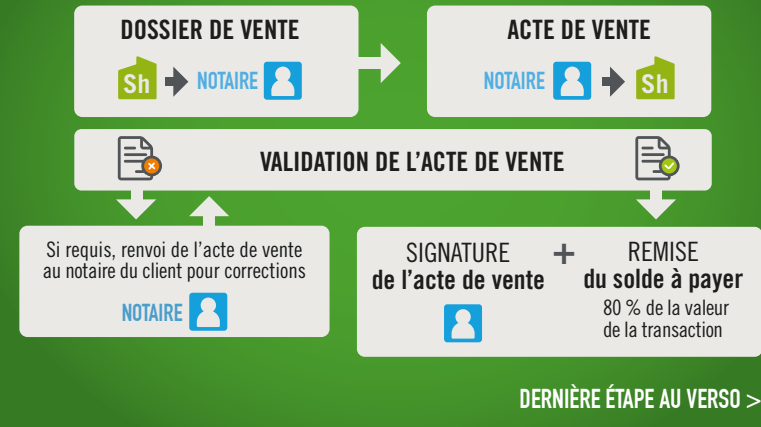 DOSSIER DE VENTE
Sh NOTAIRE
ACTE DE VENTE
NOTAIRE Sh
VALIDATION DE L’ACTE DE VENTE
Si requis, renvoi de l’acte de vente
au notaire du client pour corrections
NOTAIRE
SIGNATURE
de l’acte de vente
+
REMISE
du solde à payer
80 % de la valeur
de la transaction
DERNIÈRE ÉTAPE AU VERSO >